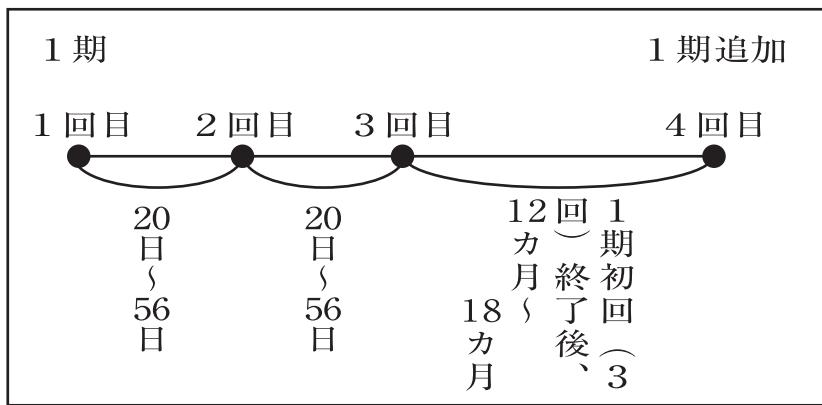 1期
1期追加
1回目
2回目
3回目
4回目
20日〜56日
20日〜56日
1期初回（3
回）終了後、
12カ月〜
18カ月